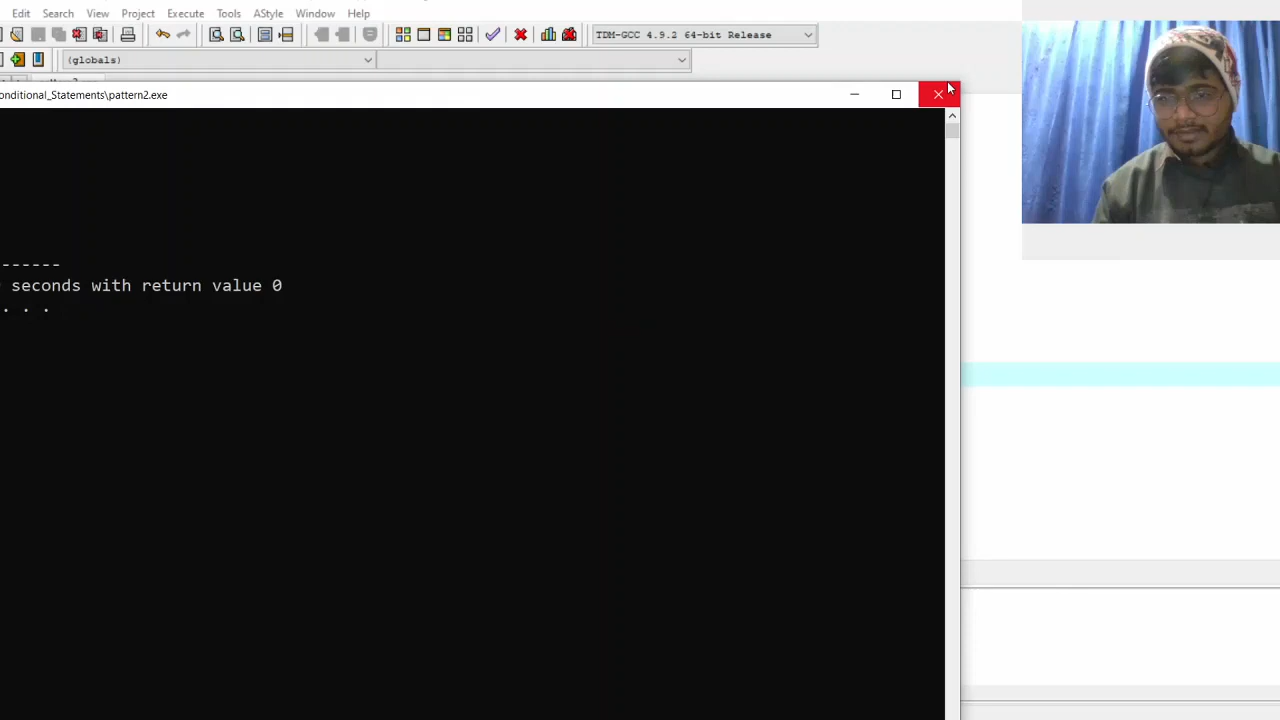 Edit Search View Project Execute Tools AStyle Window Help
TDM-GCC 4.9.2 64-bit Release
(globals)
onditional_Statements\pattern2.exe
------
seconds with return value 0
. . .